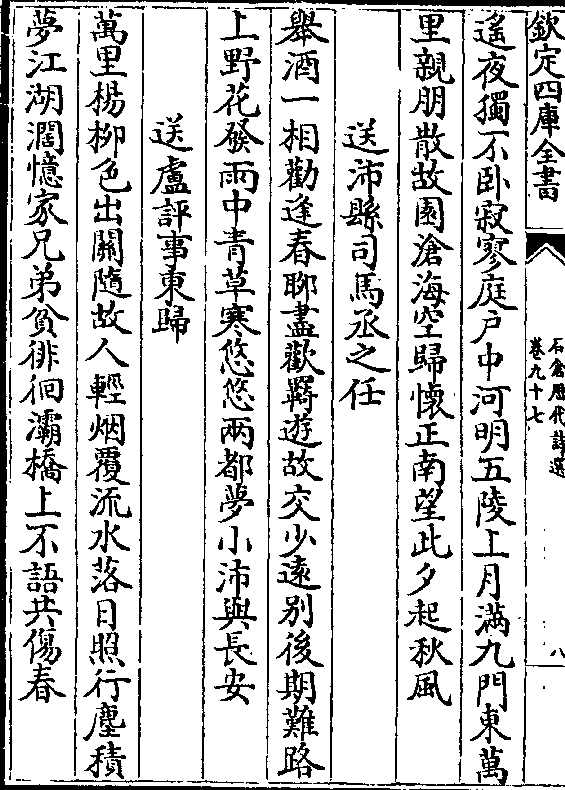 欽定四庫全書
石倉歷代詩選
卷九十七
八
遙夜獨不卧寂寥庭戶中河明五陵上月滿九門東萬
里親朋散故園滄海空歸懷正南望此夕起秋風
送沛縣司馬丞之任
舉酒一相勸逢春聊盡歡羇遊故交少遠别後期難路
上野花發雨中青草寒悠悠兩都夢小沛與長安
送盧評事東歸
萬里楊柳色出關隨故人輕烟覆流水落日照行塵積
夢江湖濶憶家兄弟貧徘徊灞橋上不語共傷春